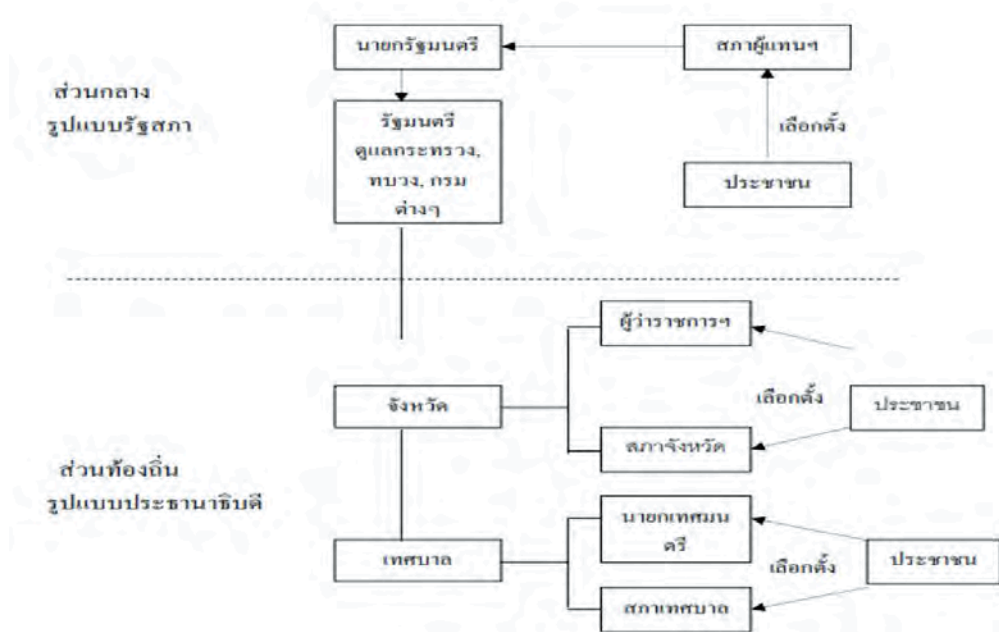 นายกรัฐมนตรี
สภาผู้แทนฯ
ส่วนกลาง
รูปแบบรัฐสภา
รัฐมนตรี
ดูแลกระทรวง,
ทบวง, กรม
ต่างๆ
เลือกตั้ง
ประชาชน
ผู้ว่าราชการฯ
จังหวัด
เลือกตั้ง
ประชาชน
สภาจังหวัด
ส่วนท้องถิ่น
รูปแบบประธานาธิบดี
นายกเทศมน
ตรี
เทศบาล
เลือกตั้ง
ประชาชน
สภาเทศบาล